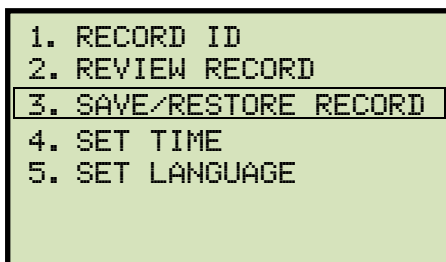 1. RECORD ID
2. REVIEW RECORD
3. SAVE/RESTORE RECORD
4. SET TIME
5. SET LANGUAGE